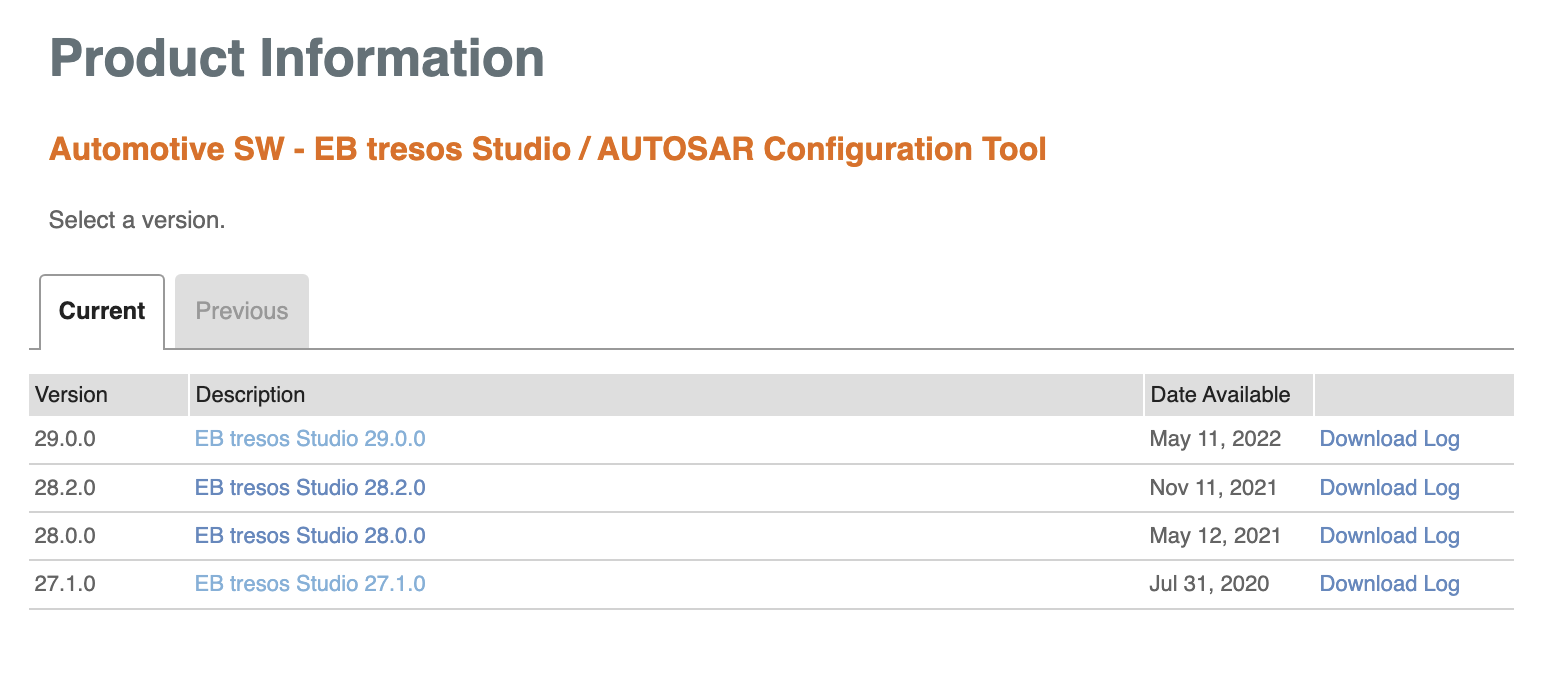 Product Information
Automotive SW - EB tresos Studio / AUTOSAR Configuration Tool
Select a version.
Current Previous
Version Description Date Available
29.0.0 EB tresos Studio 29.0.0 May 11, 2022 Download Log
28.2.0 EB tresos Studio 28.2.0 Nov 11, 2021 Download Log
28.0.0 EB tresos Studio 28.0.0 May 12, 2021 Download Log
27.1.0 EB tresos Studio 27.1.0 Jul 31, 2020 Download Log